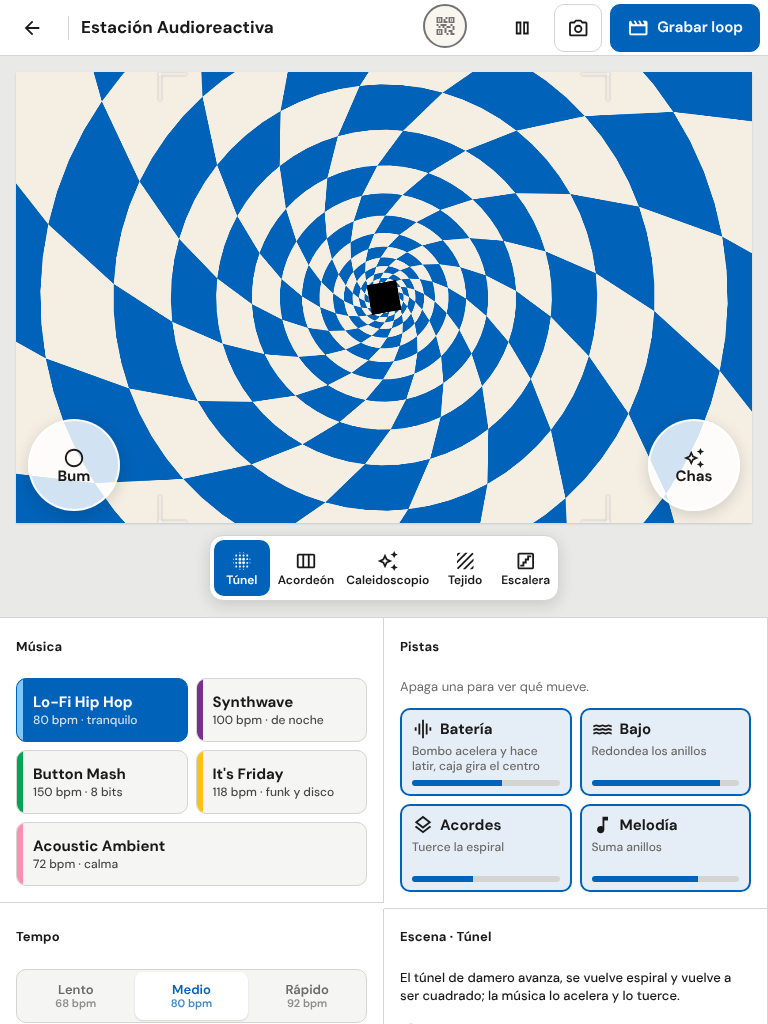 Estación Audioreactiva
Grabar loop
Bum
Chas
Túnel
Acordeón
Caleidoscopio
Tejido
Escalera
Música
Lo-Fi Hip Hop
80 bpm · tranquilo
Synthwave
100 bpm · de noche
Button Mash
150 bpm · 8 bits
It's Friday
118 bpm · funk y disco
Acoustic Ambient
72 bpm · calma
Pistas
Apaga una para ver qué mueve.
Batería
Bombo acelera y hace
latir, caja gira el centro
Bajo
Redondea los anillos
Acordes
Tuerce la espiral
Melodía
Suma anillos
Tempo
Lento
68 bpm
Medio
80 bpm
Rápido
92 bpm
Escena · Túnel
El túnel de damero avanza, se vuelve espiral y vuelve a
ser cuadrado; la música lo acelera y lo tuerce.